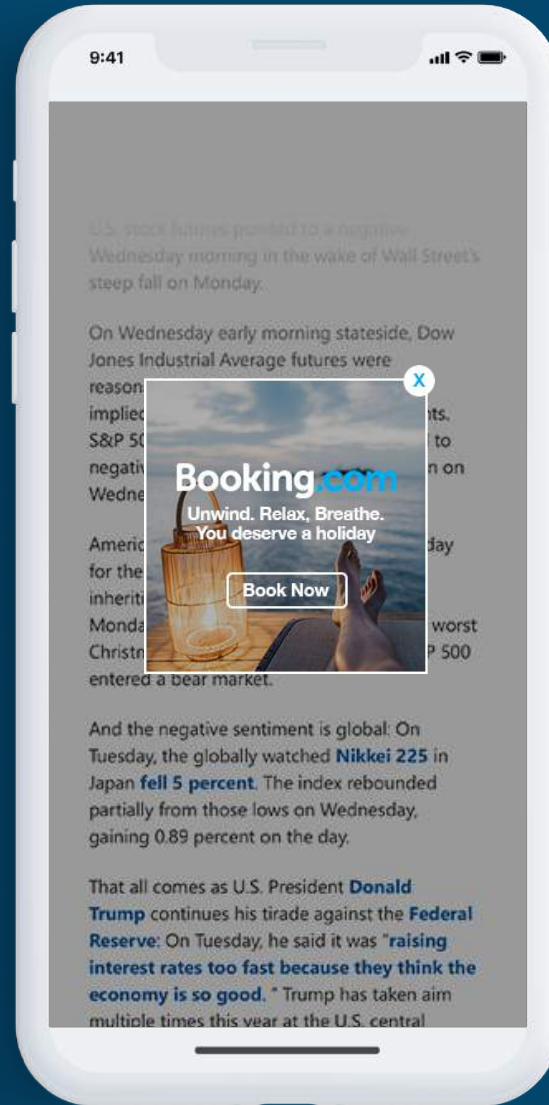 9:41
U.S. stock futures pointed to a negative
Wednesday morning in the wake of Wall Street's
steep fall on Monday.
On Wednesday early morning stateside, Dow
Jones Industrial Average futures were
reason
X
implied
nts.
S&P 50
to
negativ
n on
Wedne
Booking.com
Unwind. Relax, Breathe.
You deserve a holiday
Americ
day
for the
Book Now
inheriti
Monda
worst
Christm
P 500
entered a bear market.
And the negative sentiment is global: On
Tuesday, the globally watched Nikkei 225 in
Japan fell 5 percent. The index rebounded
partially from those lows on Wednesday,
gaining 0.89 percent on the day.
That all comes as U.S. President Donald
Trump continues his tirade against the Federal
Reserve: On Tuesday, he said it was "raising
interest rates too fast because they think the
economy is so good. " Trump has taken aim
multiple times this year at the U.S. central